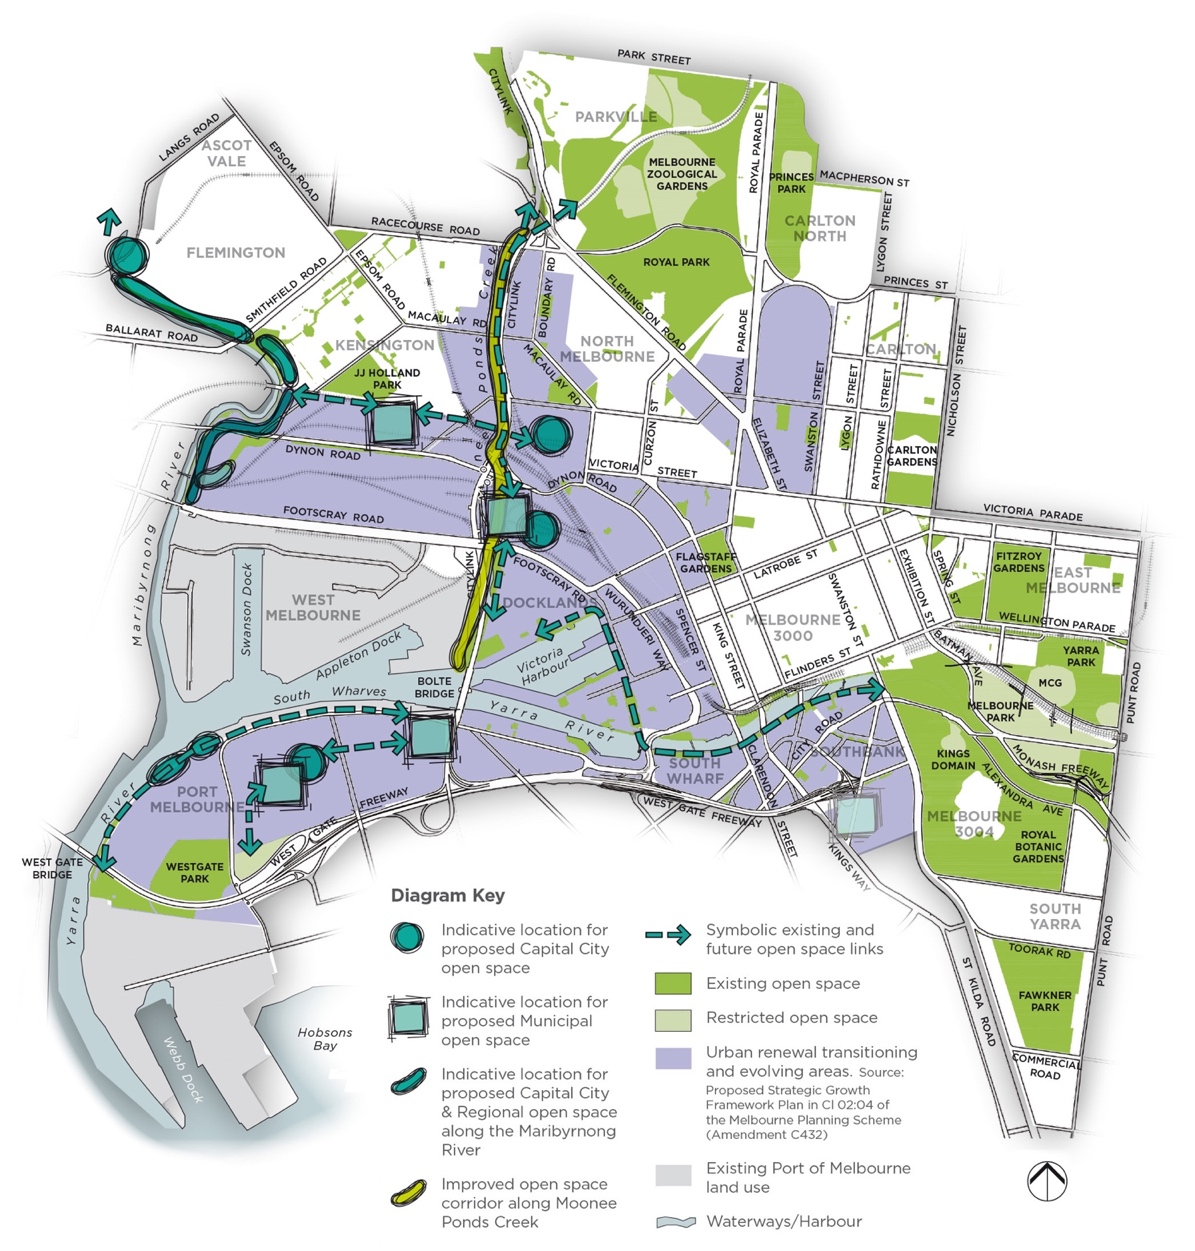 PARK STREET
CITYLINK
PARKVILLE
LANGS ROAD
ASCOT
VALE
EPSOM ROAD
MELBOURNE
ZOOLOGICAL
GARDENS
ROYAL PARADE
PRINCES
PARK
MACPHERSON ST
CARLTON
NORTH
LYGON STREET
RACECOURSE ROAD
FLEMINGTON
ROYAL PARK
PRINCES ST
SMITHFIELD ROAD
EPSOM ROAD
Moonee Ponds Creek
CITYLINK
BOUNDARY RD
FLEMINGTON ROAD
BALLARAT ROAD
MACAULAY RD
KENSINGTON
NORTH
MELBOURNE
ROYAL PARADE
CARLTON
NICHOLSON STREET
JJ HOLLAND
PARK
MACAULAY RD
SWANSTON STREET
LYGON STREET
RATHDOWNE STREET
CURZON ST
ELIZABETH ST
CARLTON
GARDENS
DYNON ROAD
VICTORIA STREET
DYNON ROAD
Maribyrnong River
FOOTSCRAY ROAD
VICTORIA PARADE
CITYLINK
FOOTSCRAY RD
FLAGSTAFF
GARDENS
LATROBE ST
EXHIBITION ST
SPRING ST
FITZROY
GARDENS
EAST
MELBOURNE
Swanson Dock
WEST
MELBOURNE
DOCKLANDS
WURUNDJERI WAY
SPENCER ST
KING STREET
MELBOURNE
3000
SWANSTON ST
WELLINGTON PARADE
Appleton Dock
Victoria
Harbour
FLINDERS ST
BATMAN AVE
YARRA
PARK
MCG
PUNT ROAD
BOLTE
BRIDGE
South Wharves
Yarra River
MELBOURNE
PARK
CITY ROAD
SOUTHBANK
KINGS
DOMAIN
MONASH FREEWAY
SOUTH
WHARF
CLARENDON STREET
ALEXANDRA AVE
PORT
MELBOURNE
WEST GATE FREEWAY
WEST GATE FREEWAY
MELBOURNE
3004
ROYAL
BOTANIC
GARDENS
WEST GATE
BRIDGE
WESTGATE
PARK
KINGS WAY
Yarra River
SOUTH
YARRA
TOORAK RD
PUNT ROAD
ST KILDA ROAD
FAWKNER
PARK
COMMERCIAL
ROAD
Webb Dock
Hobsons
Bay
Diagram Key
Indicative location for
proposed Capital City
open space
Indicative location for
proposed Municipal
open space
Indicative location for
proposed Capital City
& Regional open space
along the Maribyrnong
River
Improved open space
corridor along Moonee
Ponds Creek
Symbolic existing and
future open space links
Existing open space
Restricted open space
Urban renewal transitioning
and evolving areas. Source:
Proposed Strategic Growth
Framework Plan in Cl 02:04 of
the Melbourne Planning Scheme
(Amendment C432)
Existing Port of Melbourne
land use
Waterways/Harbour